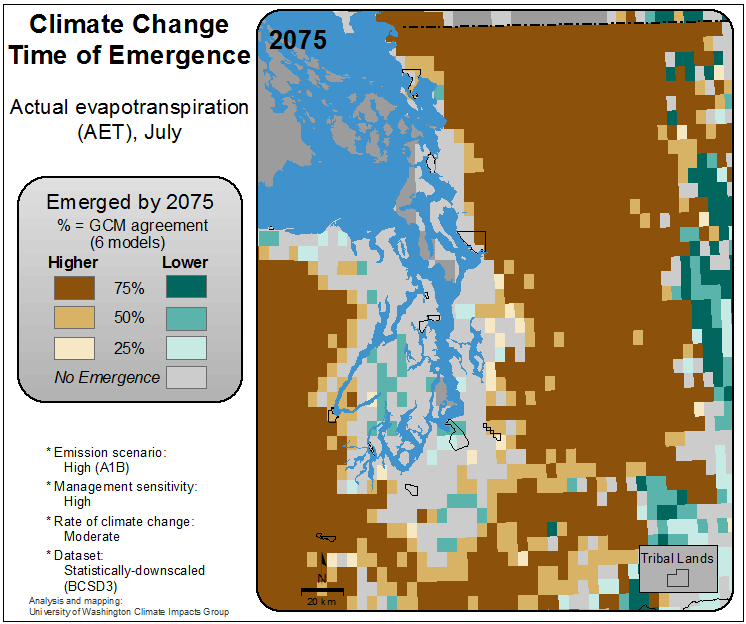 Climate Change
Time of Emergence
Actual evapotranspiration
(AET), July
Emerged by 2075
% = GCM agreement
(6 models)
Higher Lower
75%
50%
25%
No Emergence
* Emission scenario:
High (A1B)
* Management sensitivity:
High
* Rate of climate change:
Moderate
* Dataset:
Statistically-downscaled
(BCSD3)
Analysis and mapping:
University of Washington Climate Impacts Group
2075
N
20 km
Tribal Lands